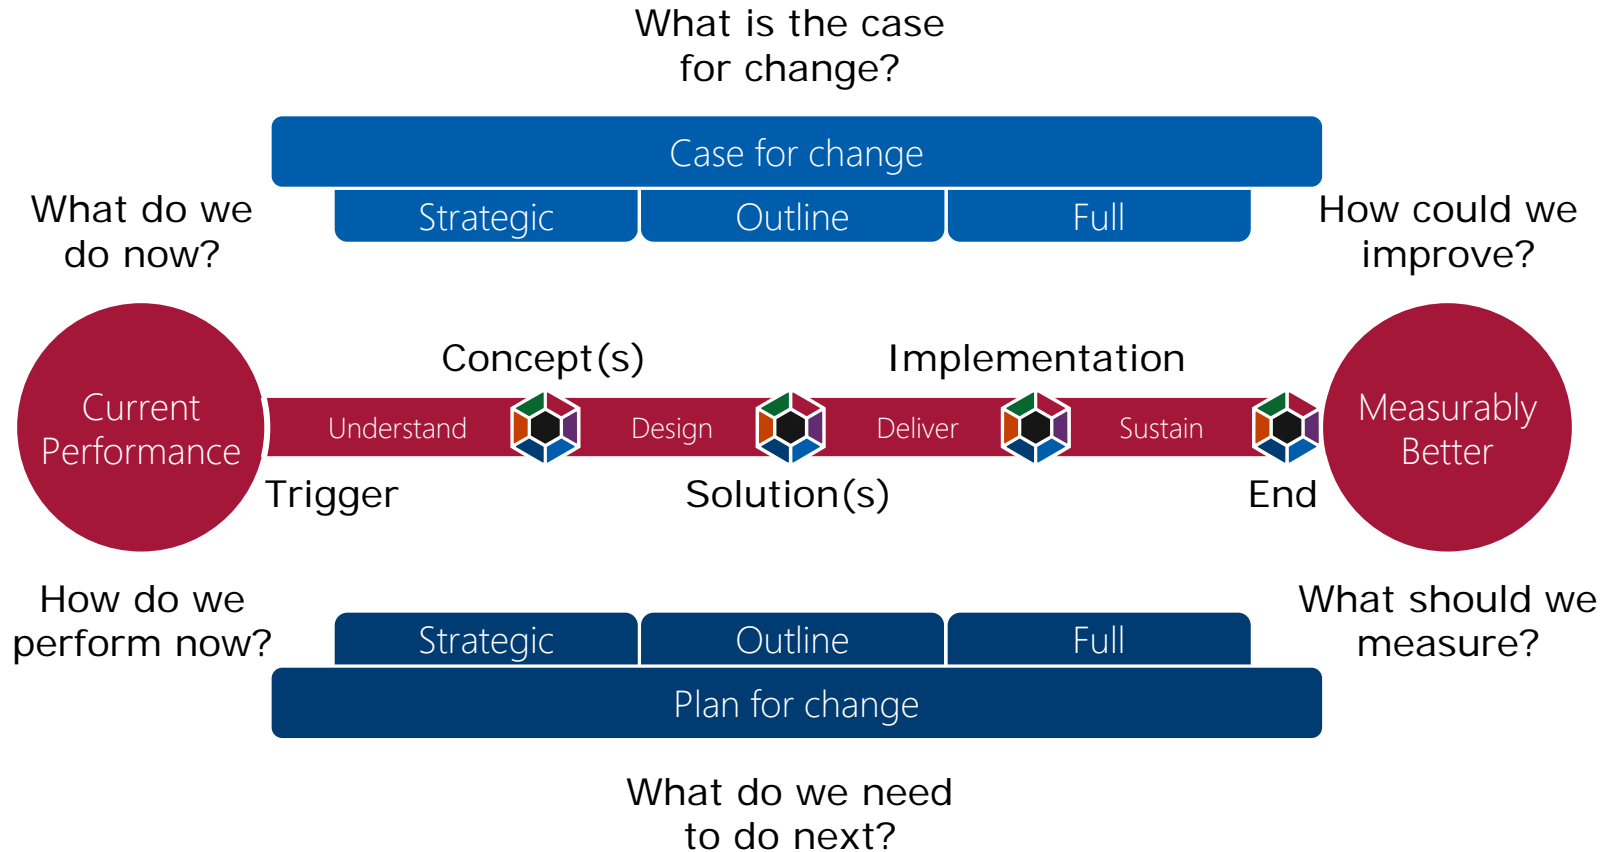 What is the case
for change?
Case for change
Strategic
Outline
Full
What do we
do now?
How could we
improve?
Concept(s)
Implementation
Current
Performance
Understand
Design
Deliver
Sustain
Measurably
Better
Trigger
Solution(s)
End
How do we
perform now?
What should we
measure?
Strategic
Outline
Full
Plan for change
What do we need
to do next?